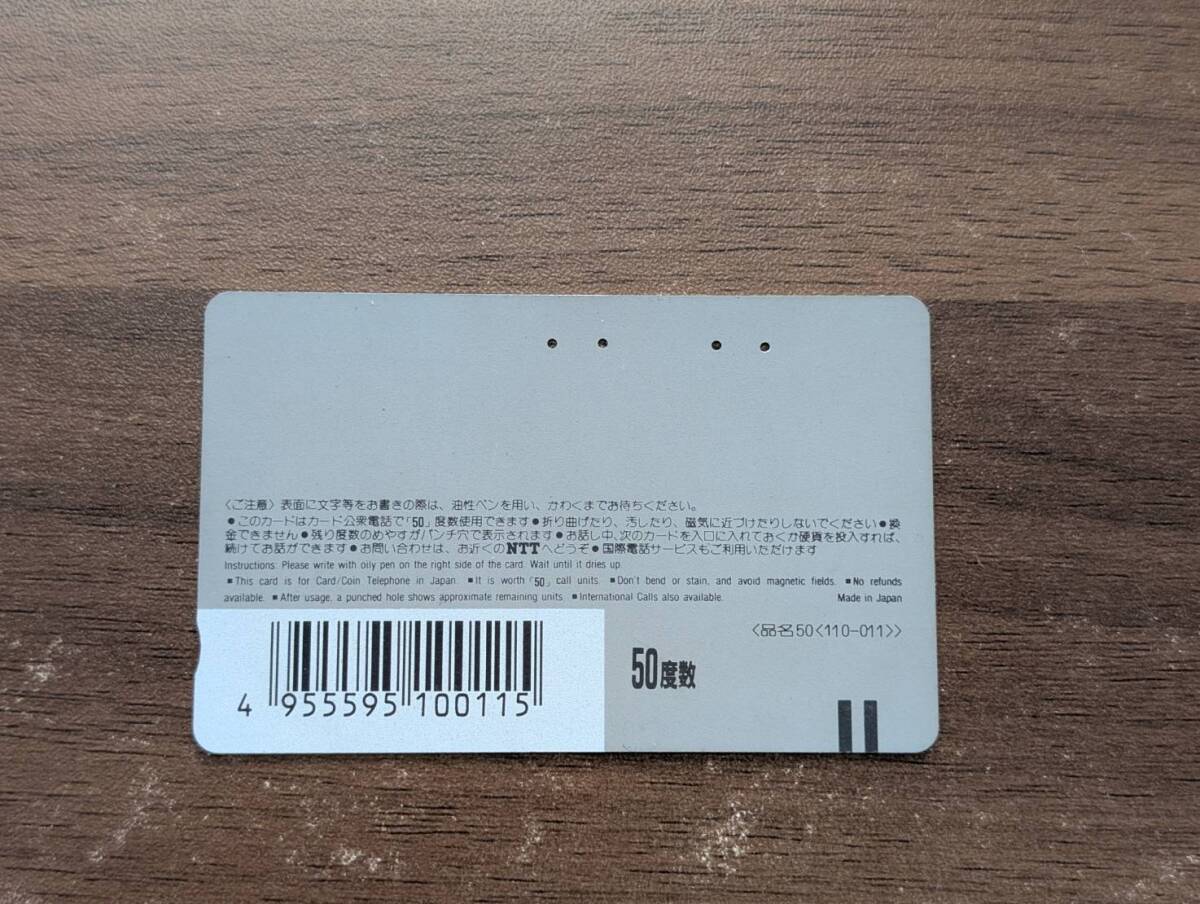 〈ご注意〉表面に文字等をお書きの際は、油性ペンを用い、かわくまでお待ちください。
●このカードはカード公衆電話で「50」度数使用できます●折り曲げたり、汚したり、磁気に近づけたりしないでください●換
金できません●残り度数のめやすがパンチ穴で表示されます●お話し中、次のカードを入口に入れておくか硬貨を投入すれば、
続けてお話ができます●お問い合わせは、お近くのNTTへどうぞ●国際電話サービスもご利用いただけます
Instructions: Please write with oily pen on the right side of the card. Wait until it dries up.
■This card is for Card/Coin Telephone in Japan. ■It is worth「50」call units. ■Don't bend or stain, and avoid magnetic fields. ■No refunds
available. ■After usage, a punched hole shows approximate remaining units. ■International Calls also available. Made in Japan
〈品名50〈110-011〉〉
50度数
4 955595 100115